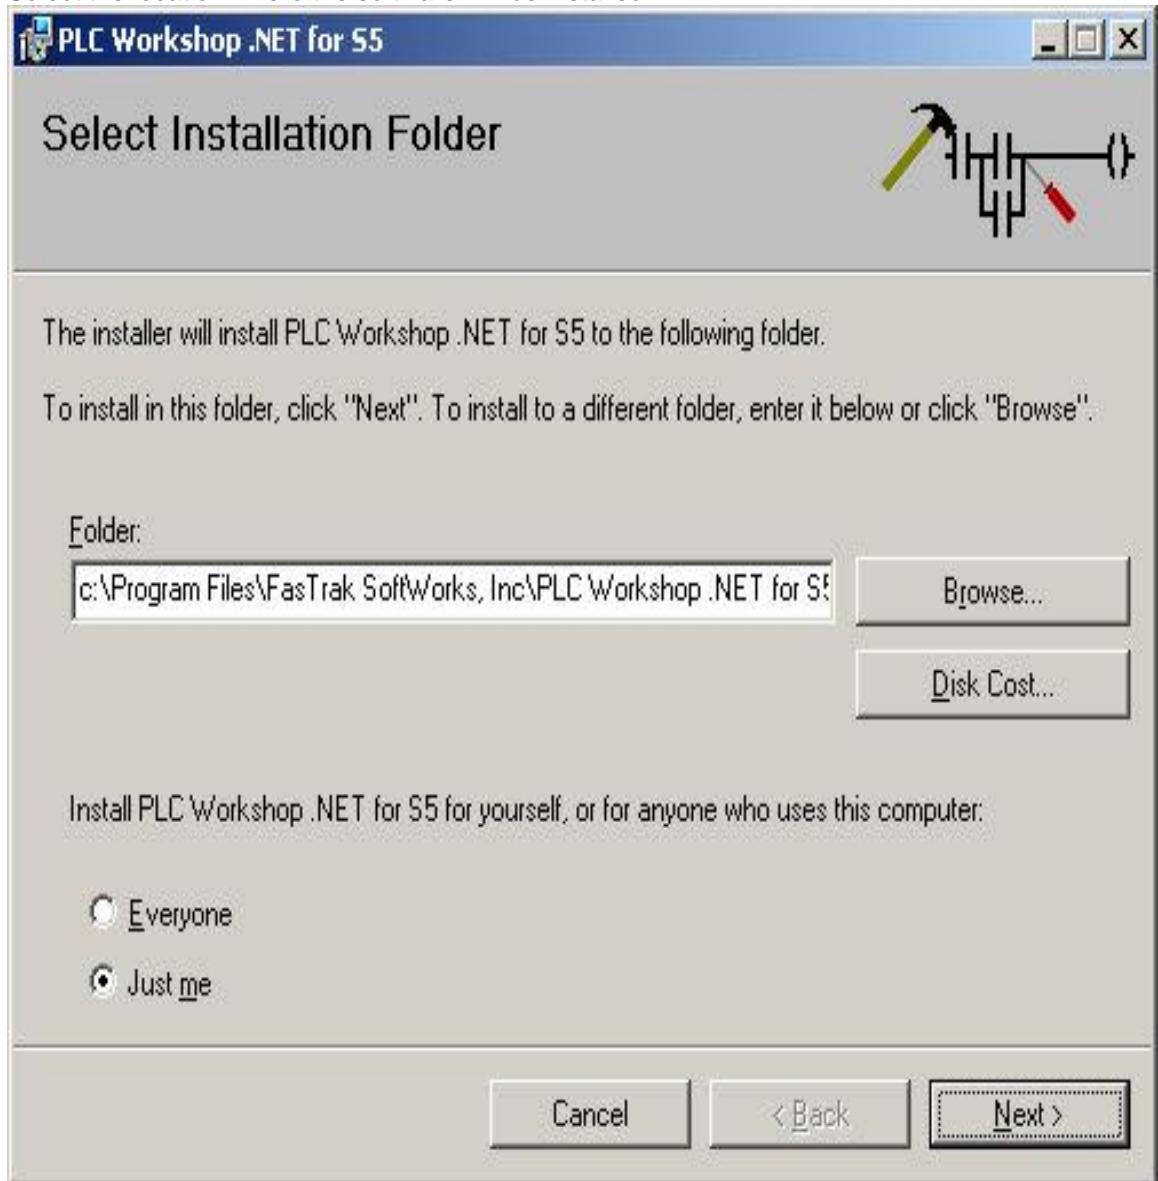 PLC Workshop .NET for S5
Select Installation Folder
The installer will install PLC Workshop .NET for S5 to the following folder.
To install in this folder, click "Next". To install to a different folder, enter it below or click "Browse".
Folder:
c:\Program Files\FasTrak SoftWorks, Inc\PLC Workshop .NET for S5
Browse...
Disk Cost...
Install PLC Workshop .NET for S5 for yourself, or for anyone who uses this computer:
Everyone
Just me
Cancel
< Back
Next >